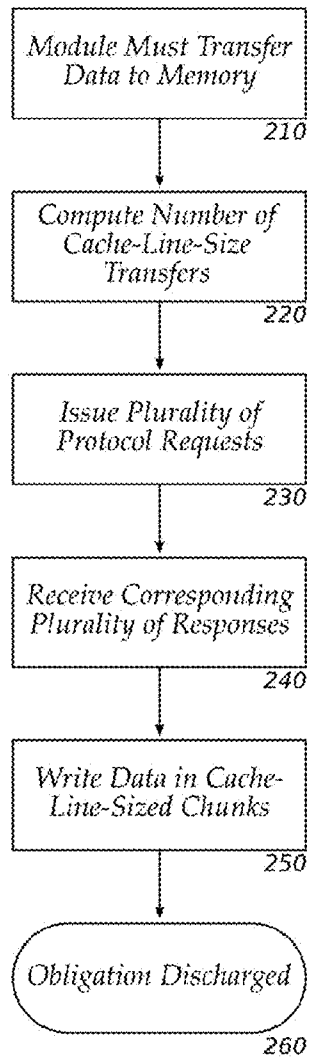 Module Must Transfer
Data to Memory
210
Compute Number of
Cache-Line-Size
Transfers
220
Issue Plurality of
Protocol Requests
230
Receive Corresponding
Plurality of Responses
240
Write Data in Cache-
Line-Sized Chunks
250
Obligation Discharged
260